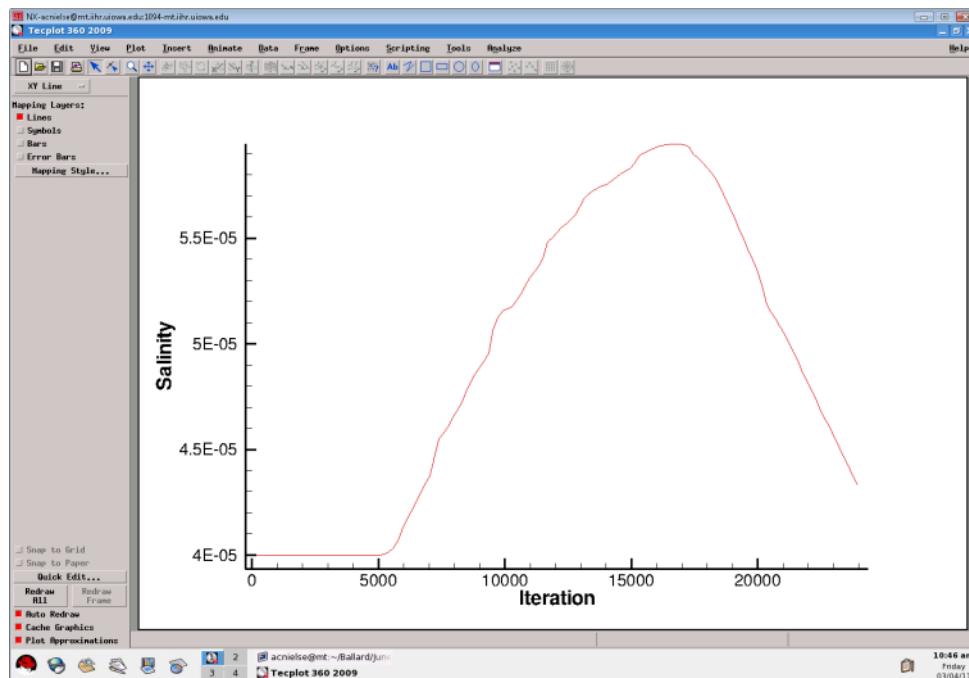 NX-acnielse@mt.iihr.uiowa.edu:1094-mt.iihr.uiowa.edu
Tecplot 360 2009
File Edit View Plot Insert Animate Data Frame Options Scripting Tools Analyze Help
XY Line
Mapping Layers:
Lines
Symbols
Bars
Error Bars
Mapping Style...
Ab
Salinity
5.5E-05
5E-05
4.5E-05
4E-05
0 5000 10000 15000 20000
Iteration
Snap to Grid
Snap to Paper
Quick Edit...
Redraw All
Redraw Frame
Auto Redraw
Cache Graphics
Plot Approximations
2
3 4
acnielse@mt:~/Ballard/June
Tecplot 360 2009
10:46 am
Friday